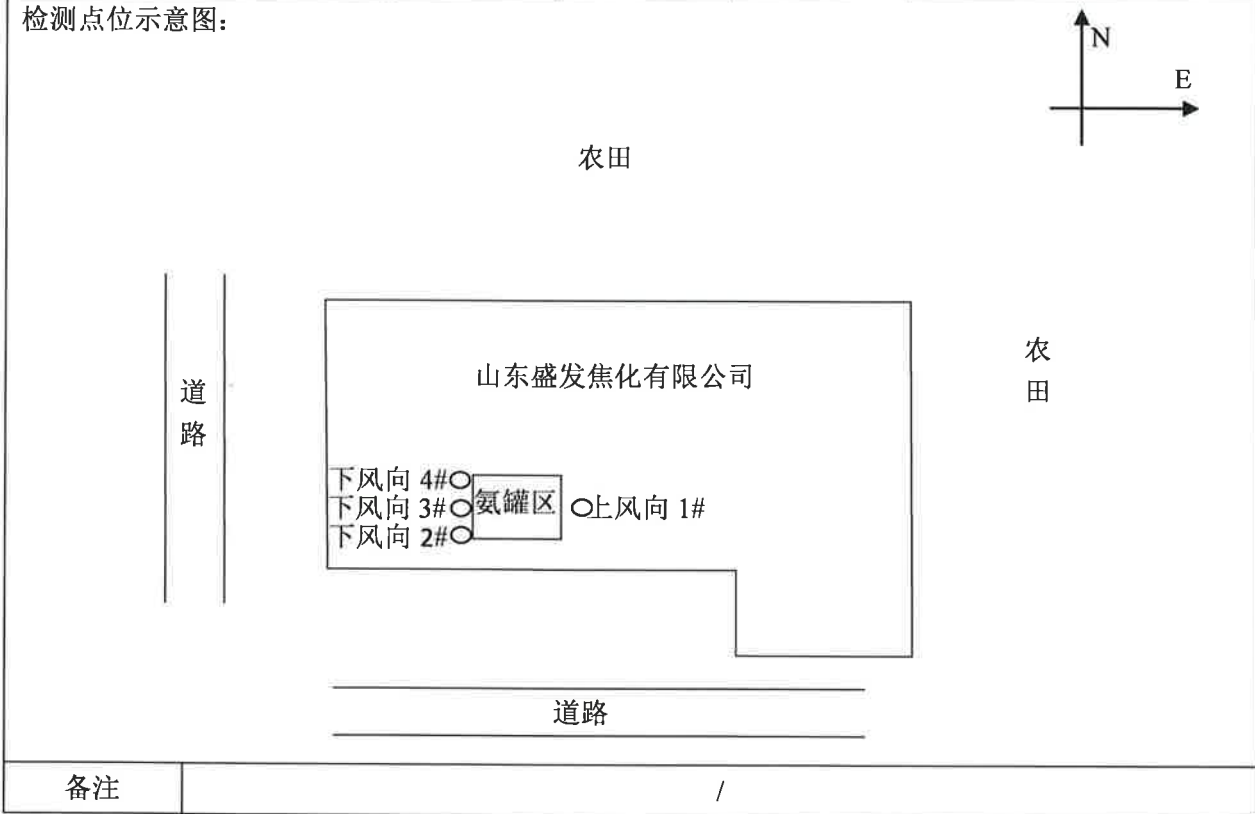 检测点位示意图：
N
E
农田
农
田
道
路
山东盛发焦化有限公司
下风向 4#
下风向 3#
下风向 2#
氨罐区
上风向 1#
道路
备注
/